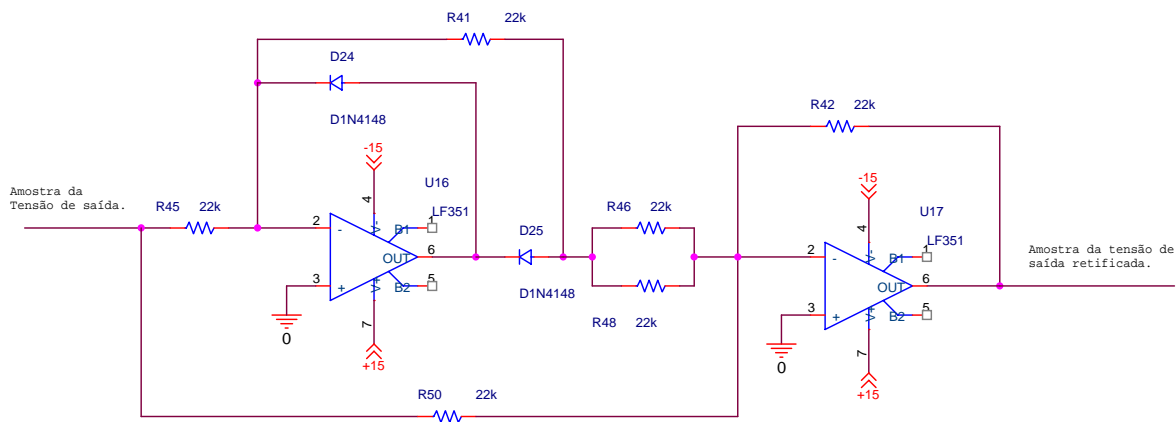 R41 22k
D24
D1N4148
R42 22k
-15
-15
Amostra da
Tensão de saída.
R45 22k
4
U16
LF351
2
-
V-
B1
1
OUT
6
3
+
V+
B2
5
7
0
+15
D25
D1N4148
R46 22k
R48 22k
4
U17
LF351
2
-
V-
B1
1
OUT
6
3
+
V+
B2
5
7
0
+15
Amostra da tensão de
saída retificada.
R50 22k